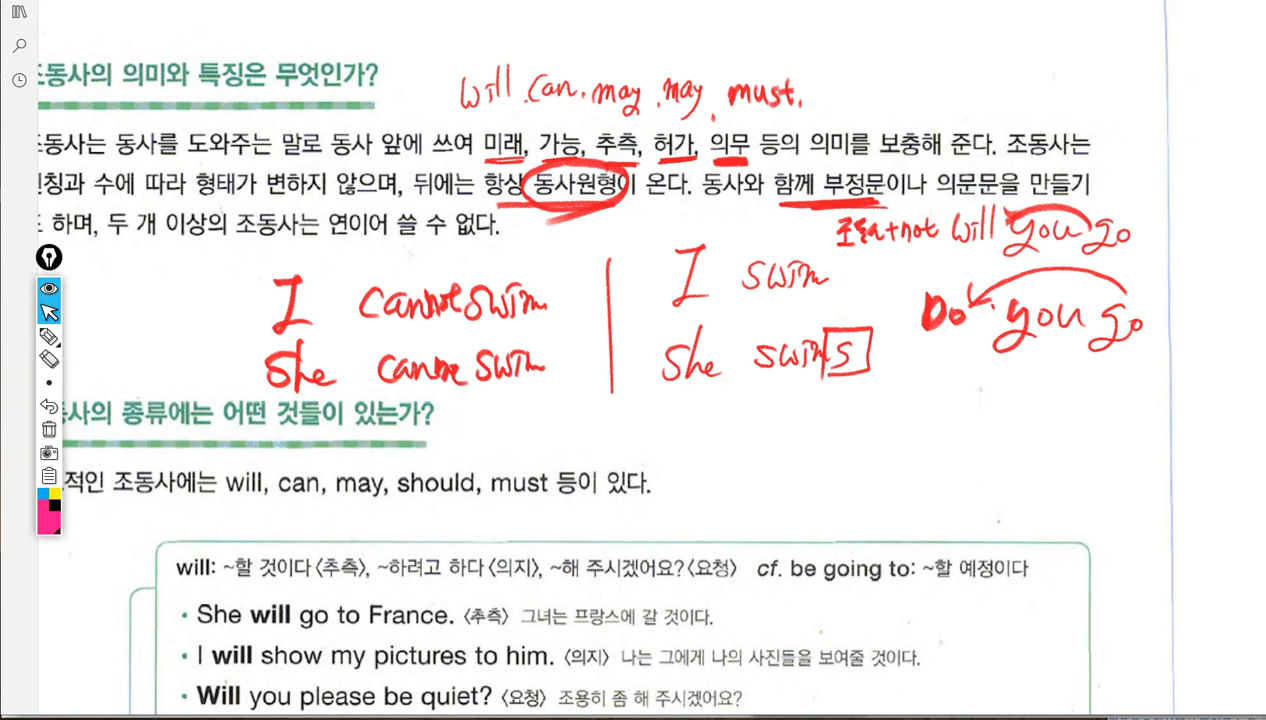 조동사의 의미와 특징은 무엇인가?
will. can. may. may. must.
조동사는 동사를 도와주는 말로 동사 앞에 쓰여 미래, 가능, 추측, 허가, 의무 등의 의미를 보충해 준다. 조동사는
인칭과 수에 따라 형태가 변하지 않으며, 뒤에는 항상 동사원형이 온다. 동사와 함께 부정문이나 의문문을 만들기
하며, 두 개 이상의 조동사는 연이어 쓸 수 없다.
조동사+not will you go
I cannot swim
I swim
Do you go
She swims
She swim
동사의 종류에는 어떤 것들이 있는가?
적인 조동사에는 will, can, may, should, must 등이 있다.
will: ~할 것이다〈추측〉, ~하려고 하다〈의지〉, ~해 주시겠어요?〈요청〉 cf. be going to: ~할 예정이다
• She will go to France. 〈추측〉 그녀는 프랑스에 갈 것이다.
• I will show my pictures to him. 〈의지〉 나는 그에게 나의 사진들을 보여줄 것이다.
• Will you please be quiet? 〈요청〉 조용히 좀 해 주시겠어요?